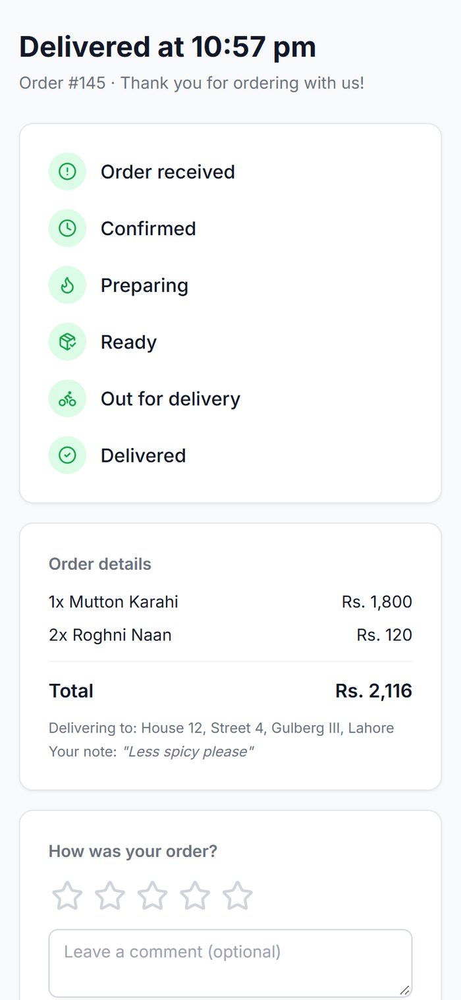 Delivered at 10:57 pm
Order #145 · Thank you for ordering with us!
Order received
Confirmed
Preparing
Ready
Out for delivery
Delivered
Order details
1x Mutton Karahi Rs. 1,800
2x Roghni Naan Rs. 120
Total Rs. 2,116
Delivering to: House 12, Street 4, Gulberg III, Lahore
Your note: "Less spicy please"
How was your order?
Leave a comment (optional)